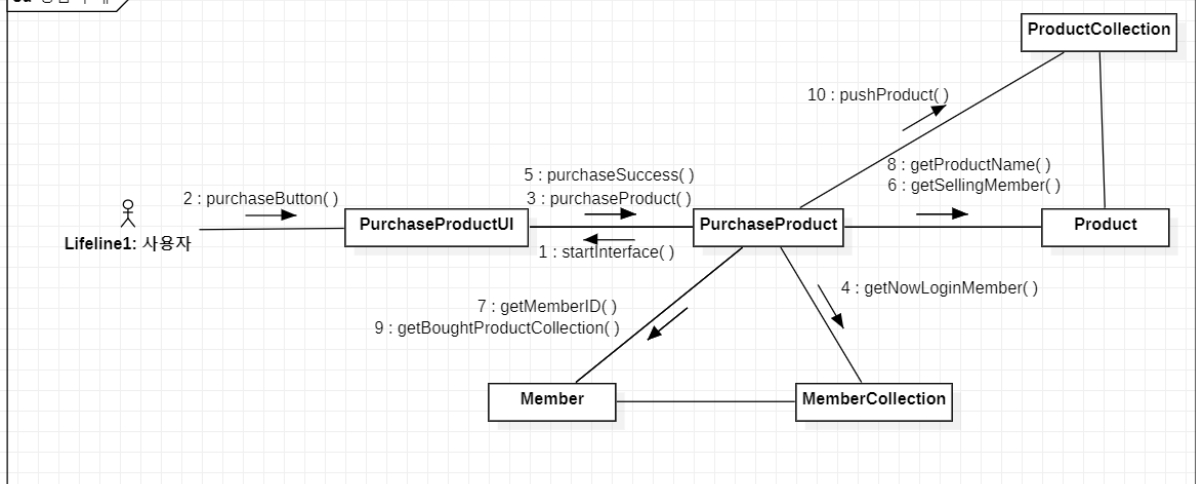 ProductCollection
10 : pushProduct( )
8 : getProductName( )
6 : getSellingMember( )
5 : purchaseSuccess( )
3 : purchaseProduct( )
2 : purchaseButton( )
PurchaseProductUI
PurchaseProduct
Product
Lifeline1: 사용자
1 : startInterface( )
4 : getNowLoginMember( )
7 : getMemberID( )
9 : getBoughtProductCollection( )
Member
MemberCollection